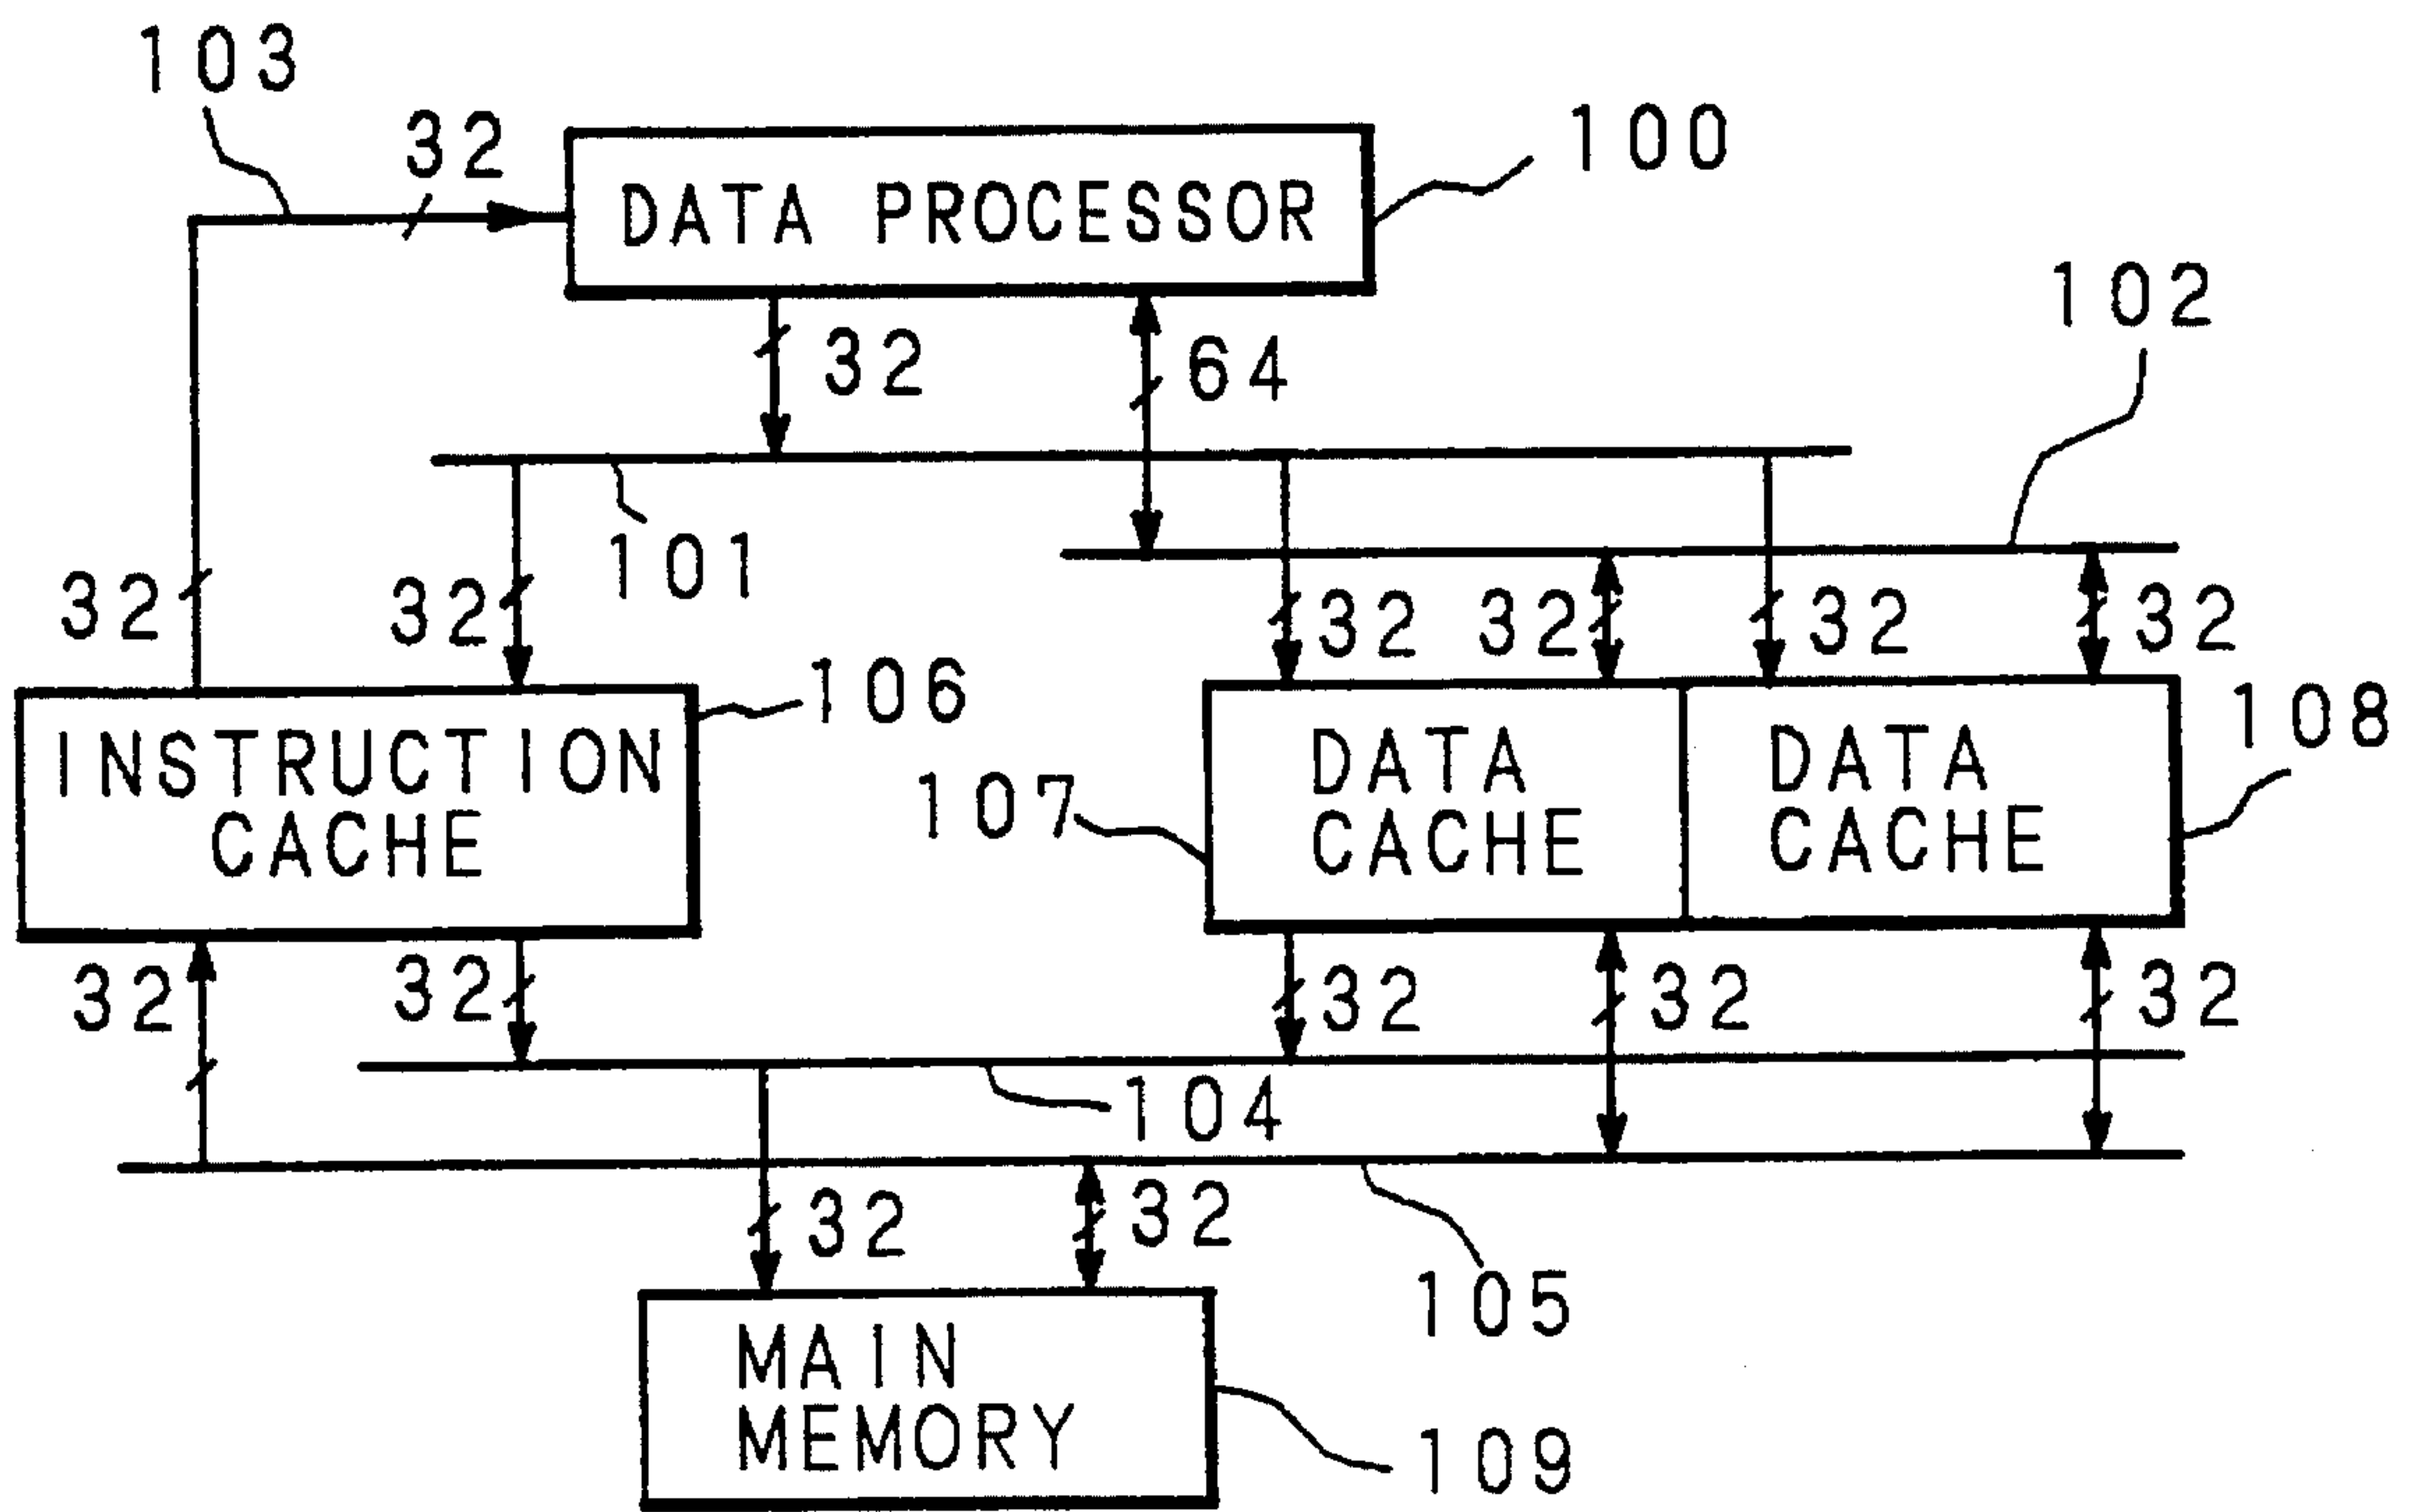 103
32
100
DATA PROCESSOR
102
32
64
101
32
32
32
32
32
32
106
108
INSTRUCTION
CACHE
107
DATA
CACHE
DATA
CACHE
32
32
32
32
32
104
32
32
105
MAIN
MEMORY
109